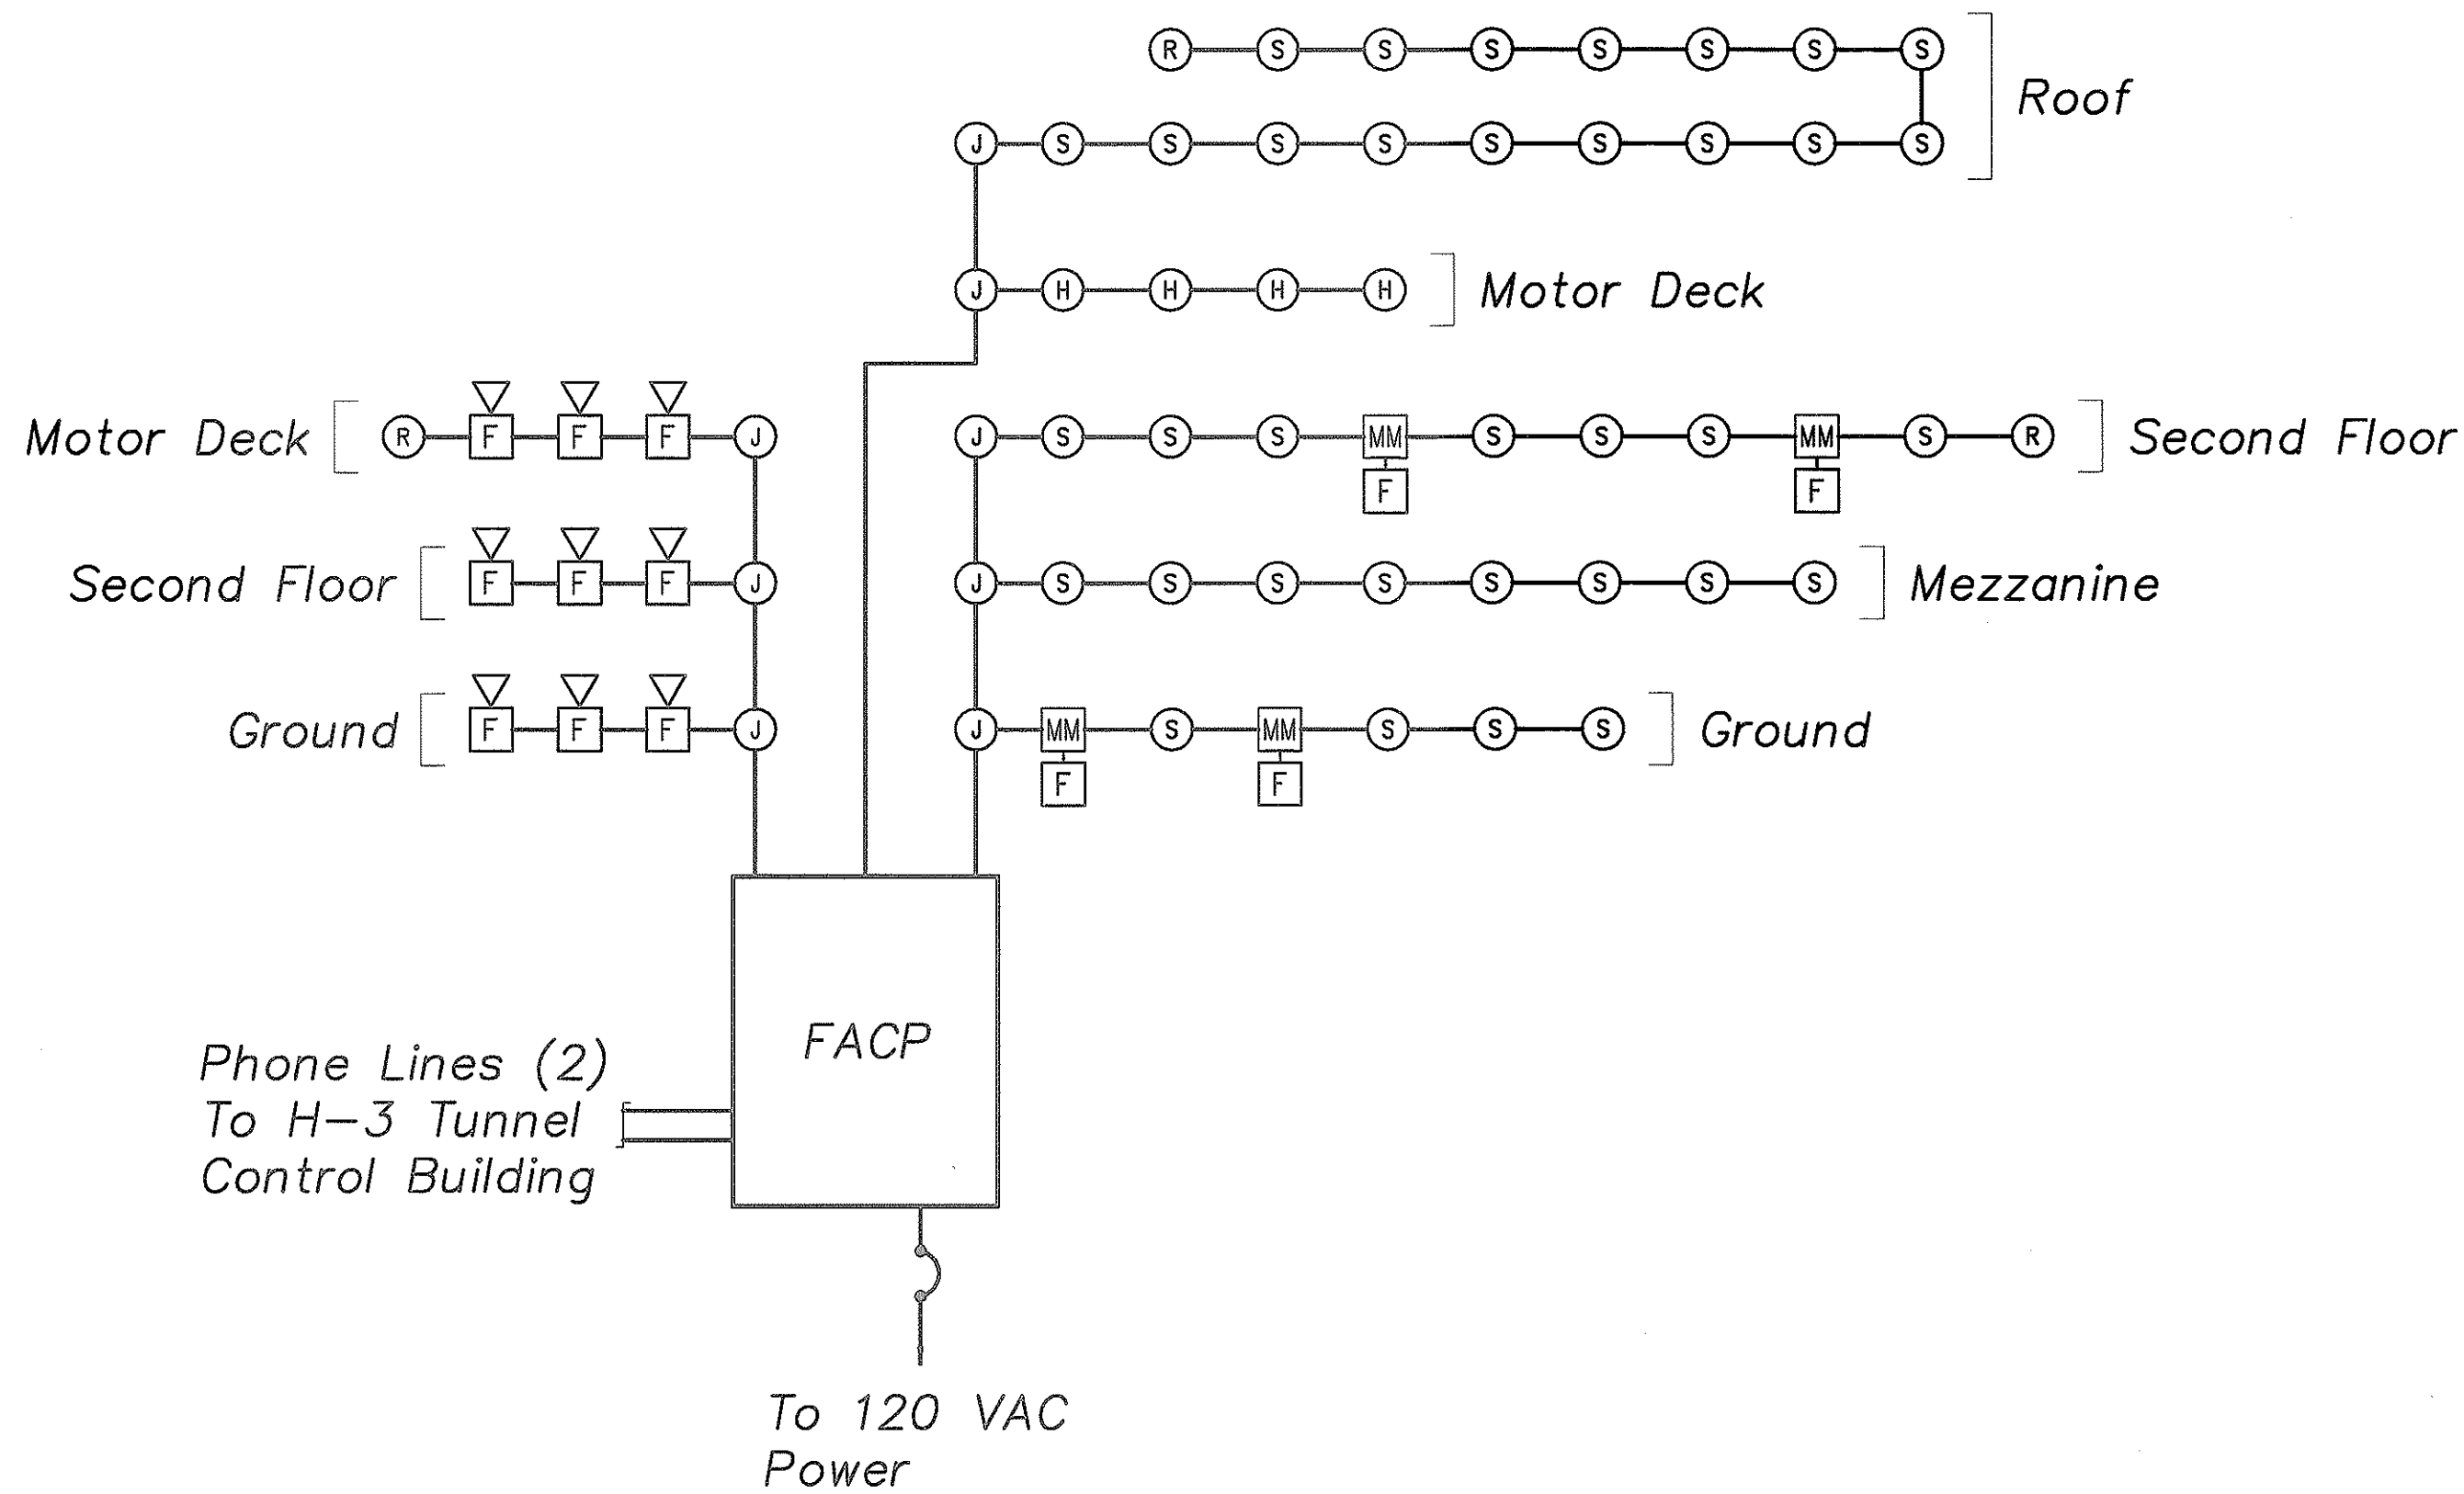 R S S S S S S S
Roof
J S S S S S S S S S
J H H H H
Motor Deck
Motor Deck
R F F F J
J S S S MM S S S MM S R
Second Floor
F F
Second Floor
F F F J
J S S S S S S S S
Mezzanine
Ground
F F F J
J MM S MM S S S
Ground
F F
FACP
Phone Lines (2)
To H-3 Tunnel
Control Building
To 120 VAC
Power